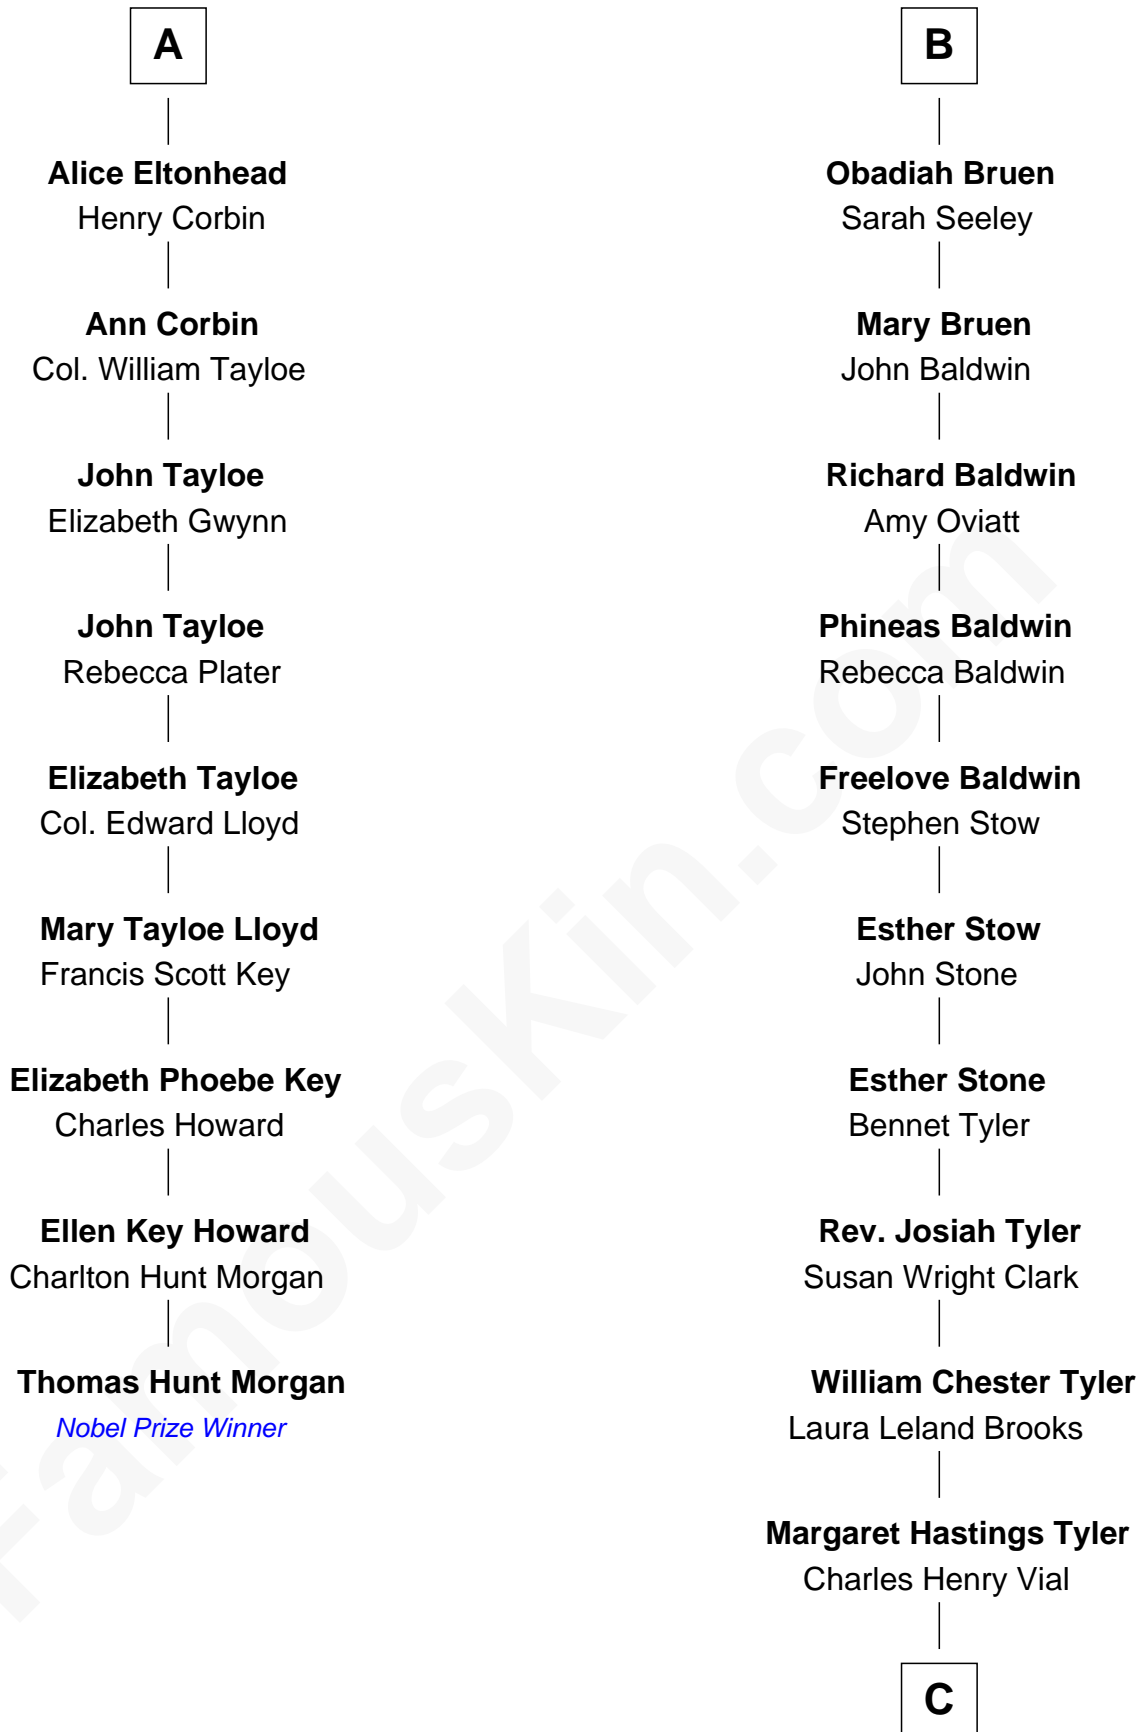 A
Alice Eltonhead
Henry Corbin
Ann Corbin
Col. William Tayloe
John Tayloe
Elizabeth Gwynn
John Tayloe
Rebecca Plater
Elizabeth Tayloe
Col. Edward Lloyd
Mary Tayloe Lloyd
Francis Scott Key
Elizabeth Phoebe Key
Charles Howard
Ellen Key Howard
Charlton Hunt Morgan
Thomas Hunt Morgan
Nobel Prize Winner
B
Obadiah Bruen
Sarah Seeley
Mary Bruen
John Baldwin
Richard Baldwin
Amy Oviatt
Phineas Baldwin
Rebecca Baldwin
Freelove Baldwin
Stephen Stow
Esther Stow
John Stone
Esther Stone
Bennet Tyler
Rev. Josiah Tyler
Susan Wright Clark
William Chester Tyler
Laura Leland Brooks
Margaret Hastings Tyler
Charles Henry Vial
C
FamousKin.com